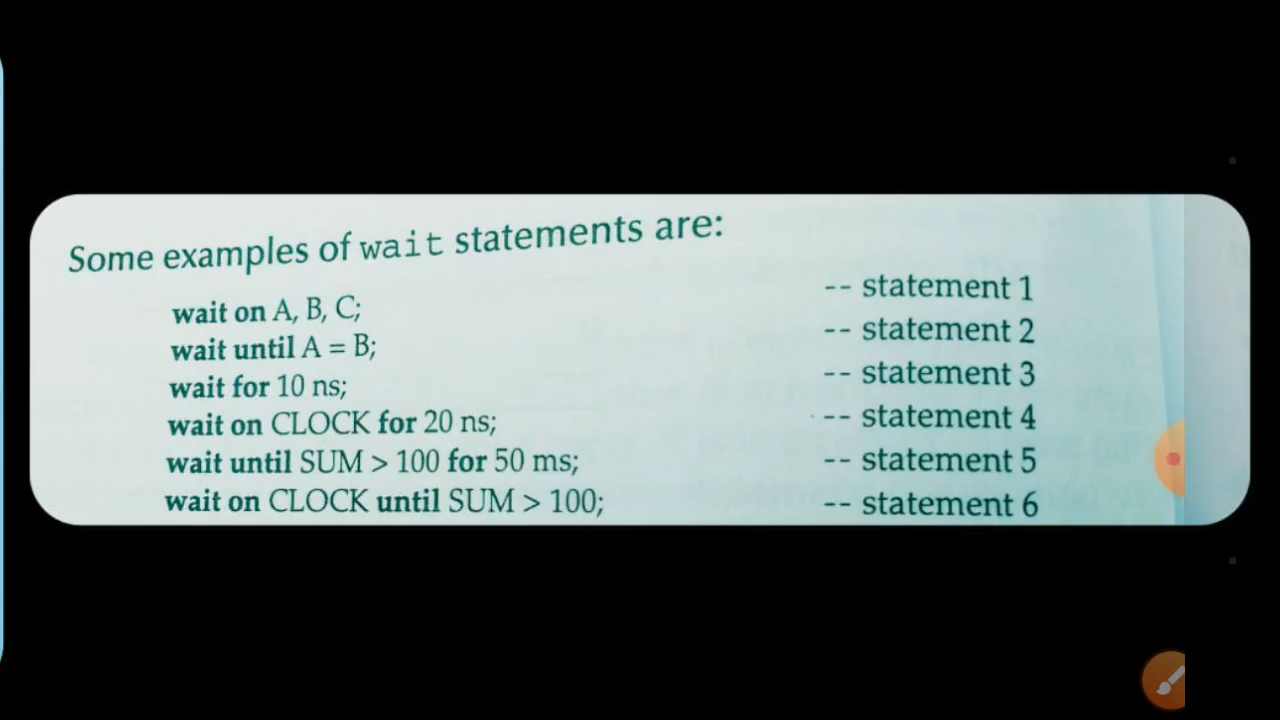 Some examples of wait statements are:
wait on A, B, C; -- statement 1
wait until A = B; -- statement 2
wait for 10 ns; -- statement 3
wait on CLOCK for 20 ns; -- statement 4
wait until SUM > 100 for 50 ms; -- statement 5
wait on CLOCK until SUM > 100; -- statement 6